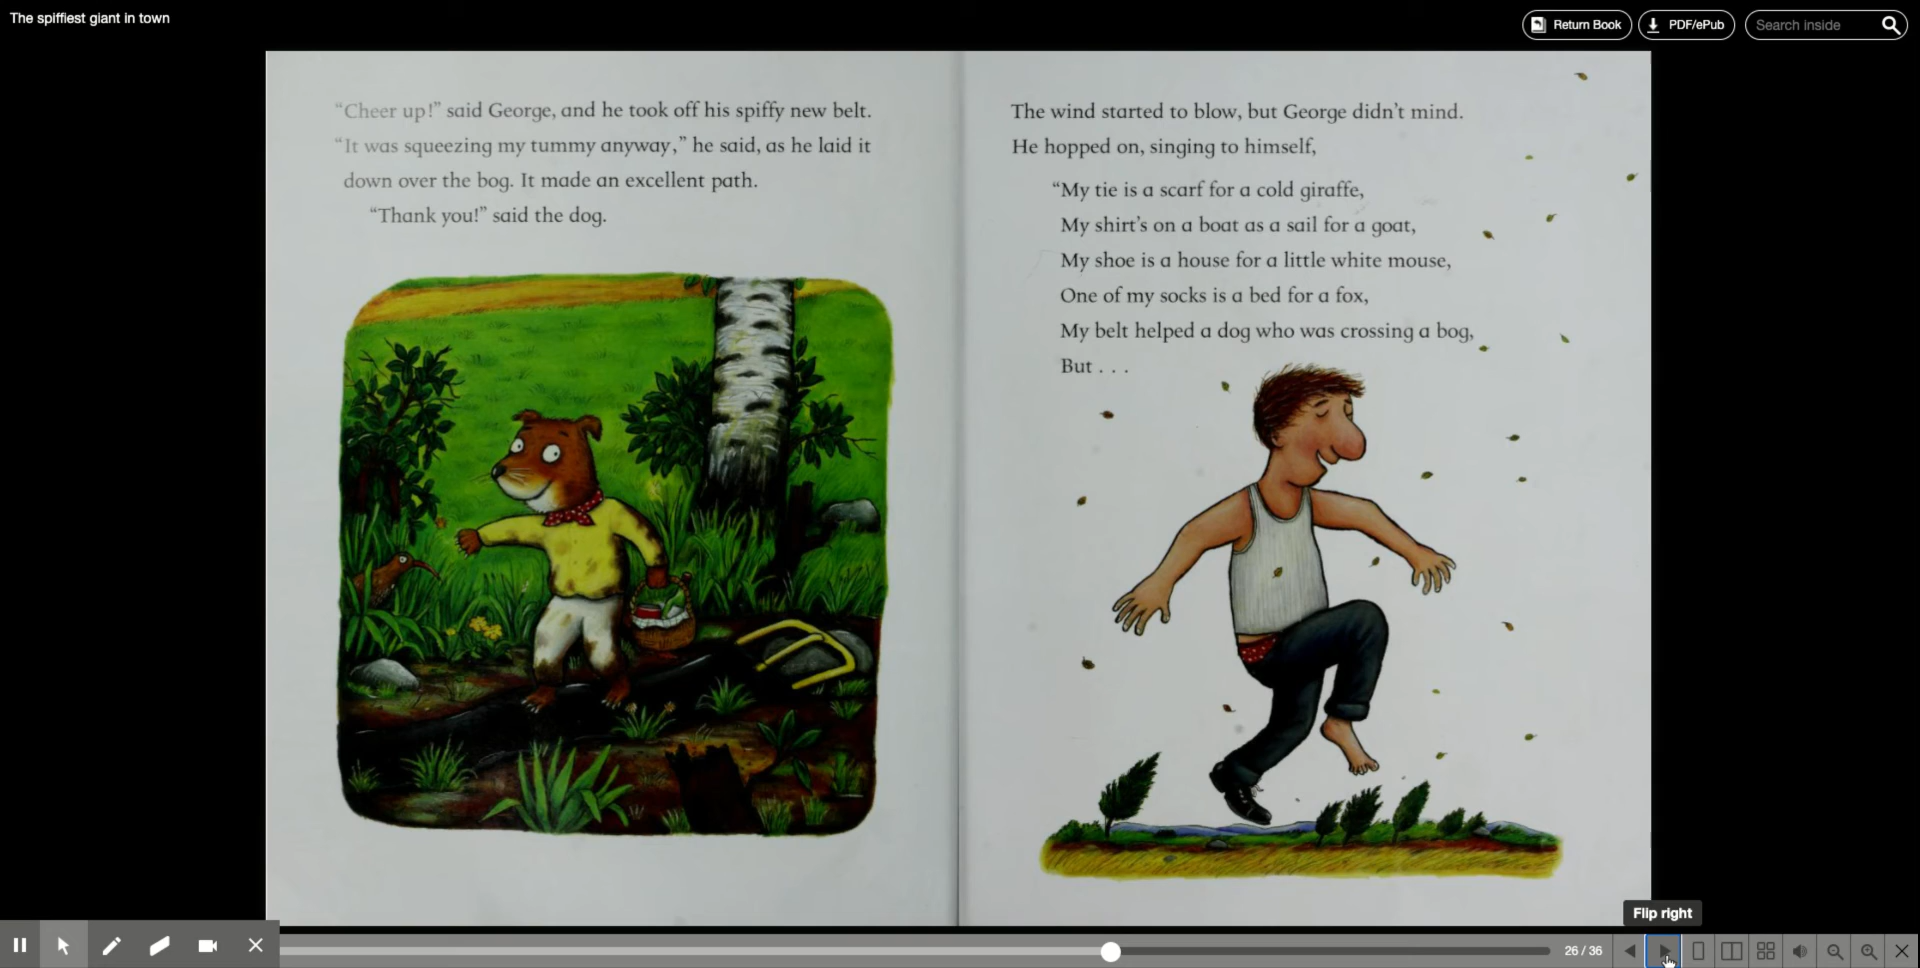 The spiffiest giant in town
Return Book
PDF/ePub
Search inside
“Cheer up!” said George, and he took off his spiffy new belt.
“It was squeezing my tummy anyway,” he said, as he laid it
down over the bog. It made an excellent path.
“Thank you!” said the dog.
The wind started to blow, but George didn’t mind.
He hopped on, singing to himself,
“My tie is a scarf for a cold giraffe,
My shirt’s on a boat as a sail for a goat,
My shoe is a house for a little white mouse,
One of my socks is a bed for a fox,
My belt helped a dog who was crossing a bog,
But . . .
Flip right
26 / 36